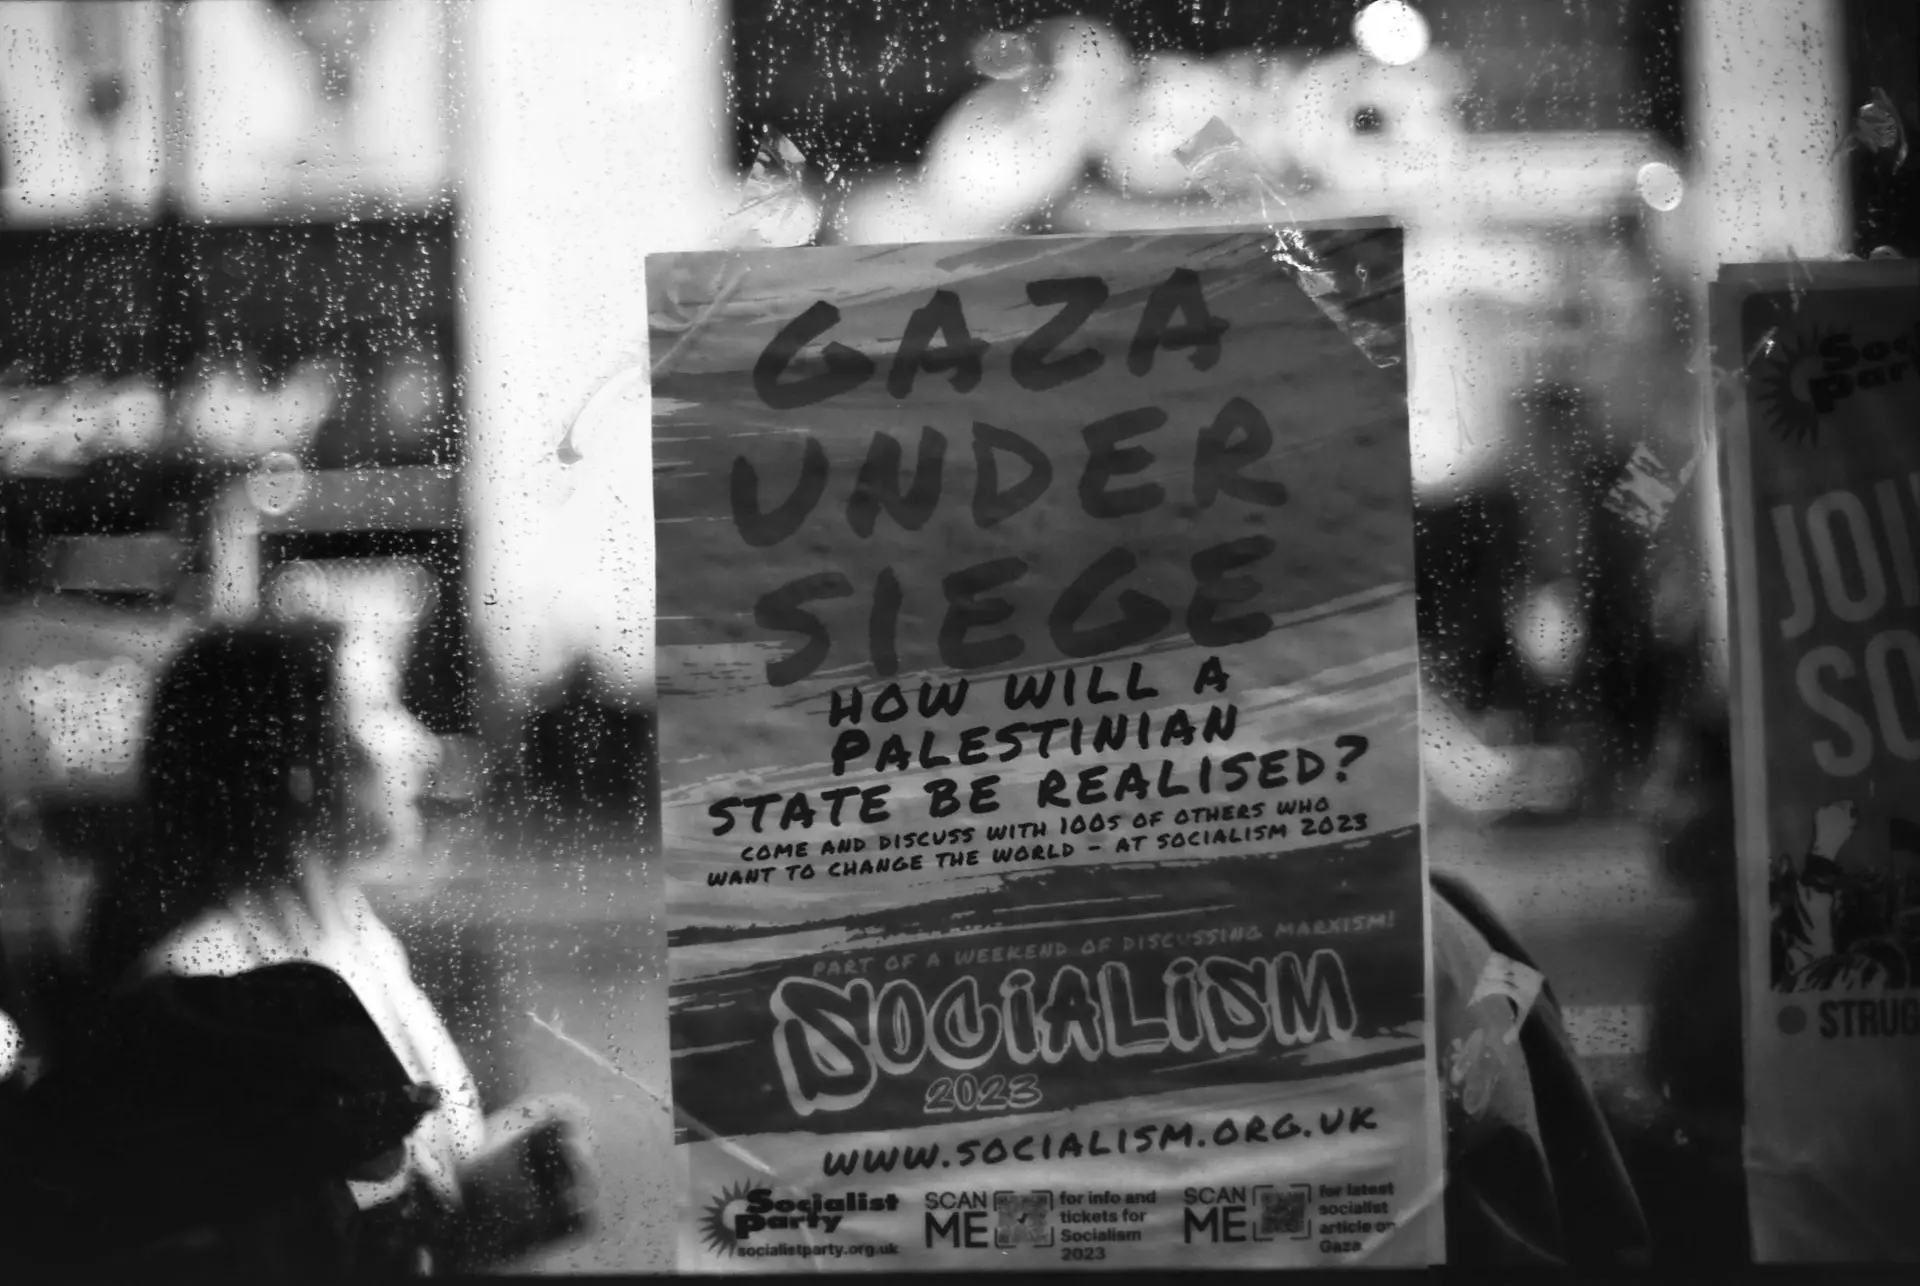 GAZA
UNDER
SIEGE
HOW WILL A
PALESTINIAN
STATE BE REALISED?
COME AND DISCUSS WITH 100S OF OTHERS WHO
WANT TO CHANGE THE WORLD - AT SOCIALISM 2023
PART OF A WEEKEND OF DISCUSSING MARXISM!
SOCIALISM
2023
WWW.SOCIALISM.ORG.UK
Socialist
Party
socialistparty.org.uk
SCAN
ME
for info and
tickets for
Socialism
2023
SCAN
ME
for latest
socialist
article on
Gaza